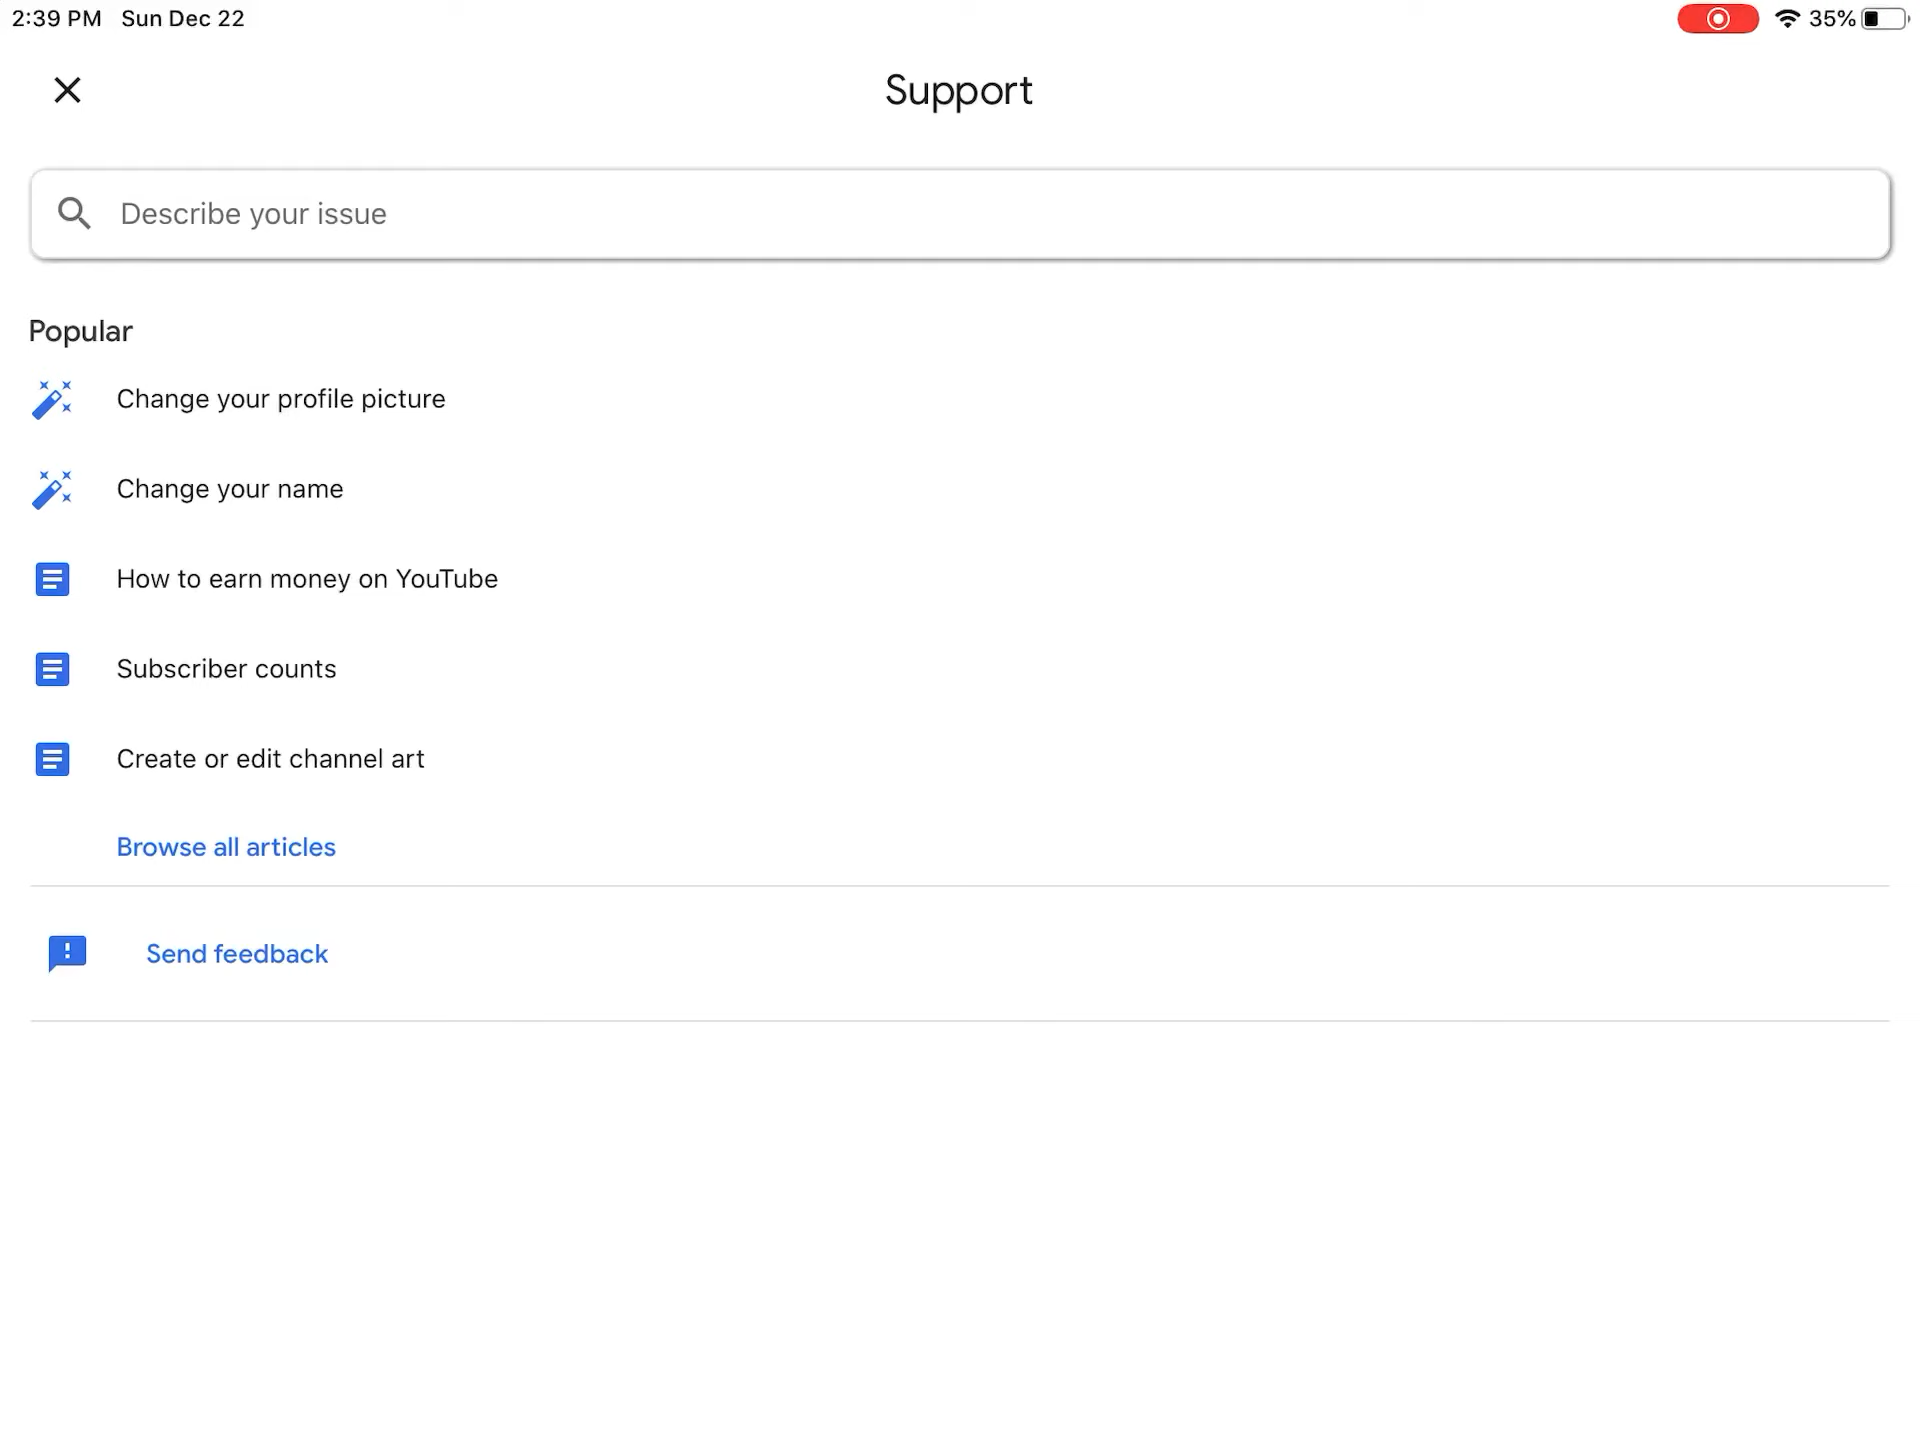 2:39 PM Sun Dec 22 35%
Support
Describe your issue
Popular
Change your profile picture
Change your name
How to earn money on YouTube
Subscriber counts
Create or edit channel art
Browse all articles
Send feedback